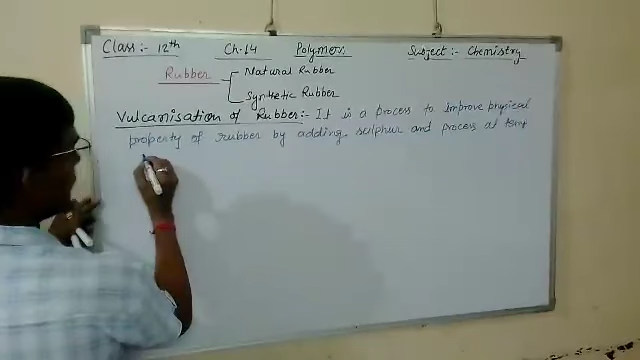 Class:- 12th Ch-14 Polymers Subject:- Chemistry
Rubber
Natural Rubber
Synthetic Rubber
Vulcanisation of Rubber:- It is a process to improve physical
property of rubber by adding sulphur and process at temp